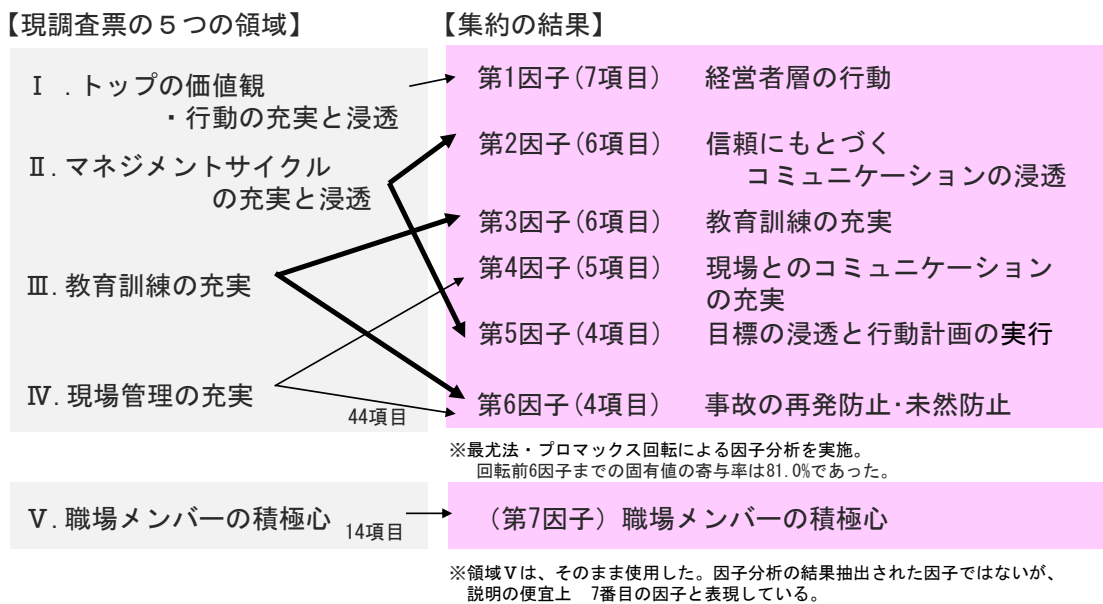 【現調査票の５つの領域】
Ⅰ．トップの価値観
・行動の充実と浸透
Ⅱ.マネジメントサイクル
の充実と浸透
Ⅲ.教育訓練の充実
Ⅳ.現場管理の充実
44項目
【集約の結果】
第1因子(7項目) 経営者層の行動
第2因子(6項目) 信頼にもとづく
コミュニケーションの浸透
第3因子(6項目) 教育訓練の充実
第4因子(5項目) 現場とのコミュニケーション
の充実
第5因子(4項目) 目標の浸透と行動計画の実行
第6因子(4項目) 事故の再発防止･未然防止
※最尤法・プロマックス回転による因子分析を実施。
回転前6因子までの固有値の寄与率は81.0%であった。
Ⅴ.職場メンバーの積極心 14項目
（第7因子）職場メンバーの積極心
※領域Ⅴは、そのまま使用した。因子分析の結果抽出された因子ではないが、
説明の便宜上　7番目の因子と表現している。